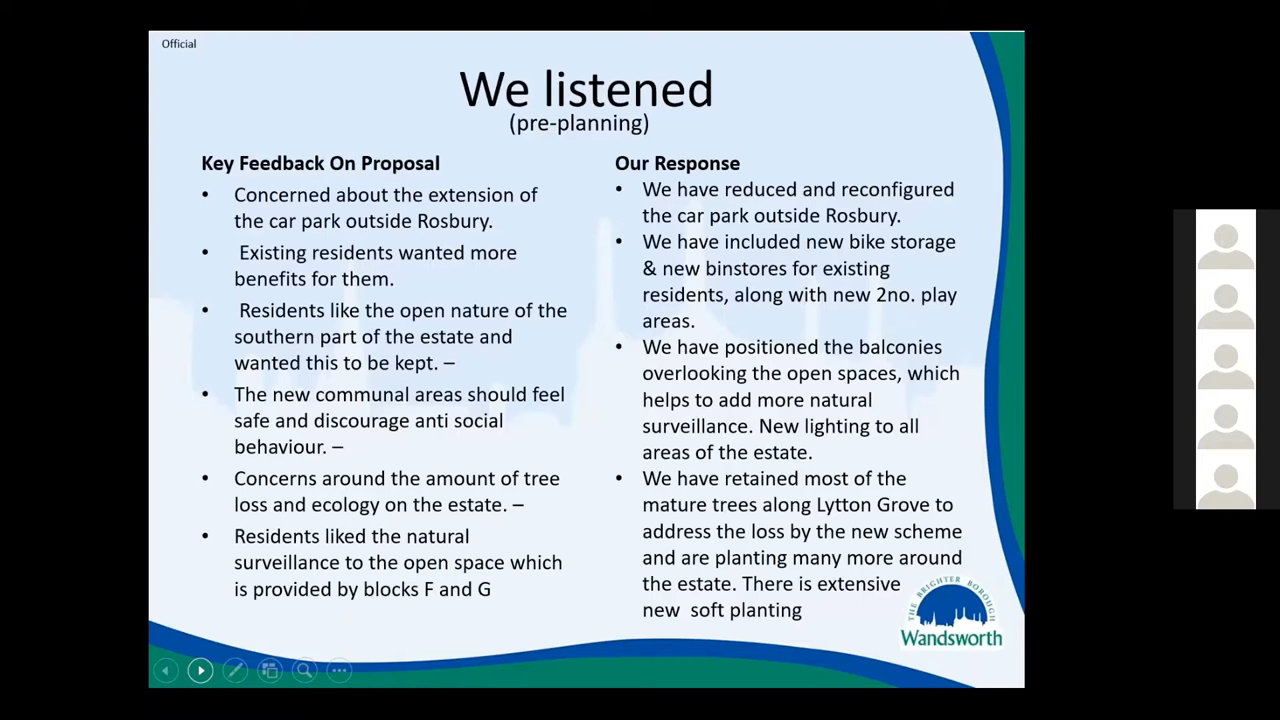 Official
We listened
(pre-planning)
Key Feedback On Proposal
• Concerned about the extension of
the car park outside Rosbury.
• Existing residents wanted more
benefits for them.
• Residents like the open nature of the
southern part of the estate and
wanted this to be kept. –
• The new communal areas should feel
safe and discourage anti social
behaviour. –
• Concerns around the amount of tree
loss and ecology on the estate. –
• Residents liked the natural
surveillance to the open space which
is provided by blocks F and G
Our Response
• We have reduced and reconfigured
the car park outside Rosbury.
• We have included new bike storage
& new binstores for existing
residents, along with new 2no. play
areas.
• We have positioned the balconies
overlooking the open spaces, which
helps to add more natural
surveillance. New lighting to all
areas of the estate.
• We have retained most of the
mature trees along Lytton Grove to
address the loss by the new scheme
and are planting many more around
the estate. There is extensive
new soft planting
THE BRIGHTER BOROUGH
Wandsworth